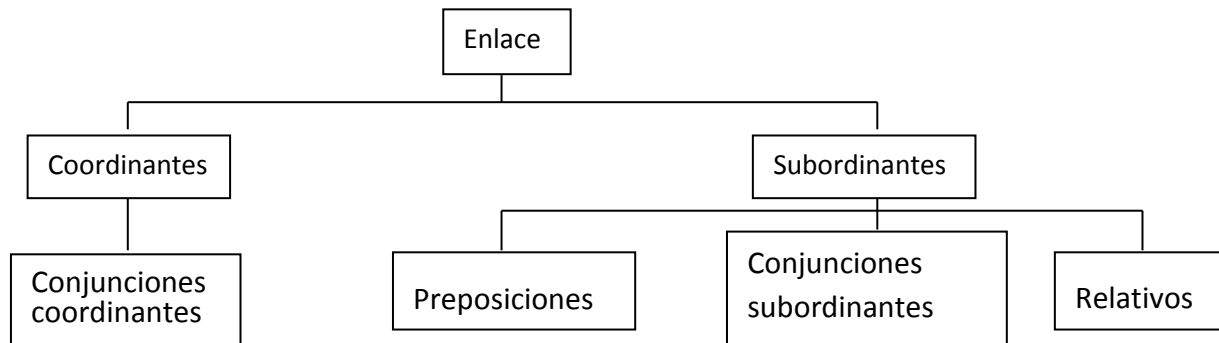 Enlace
Coordinantes
Subordinantes
Conjunciones
coordinantes
Preposiciones
Conjunciones
subordinantes
Relativos